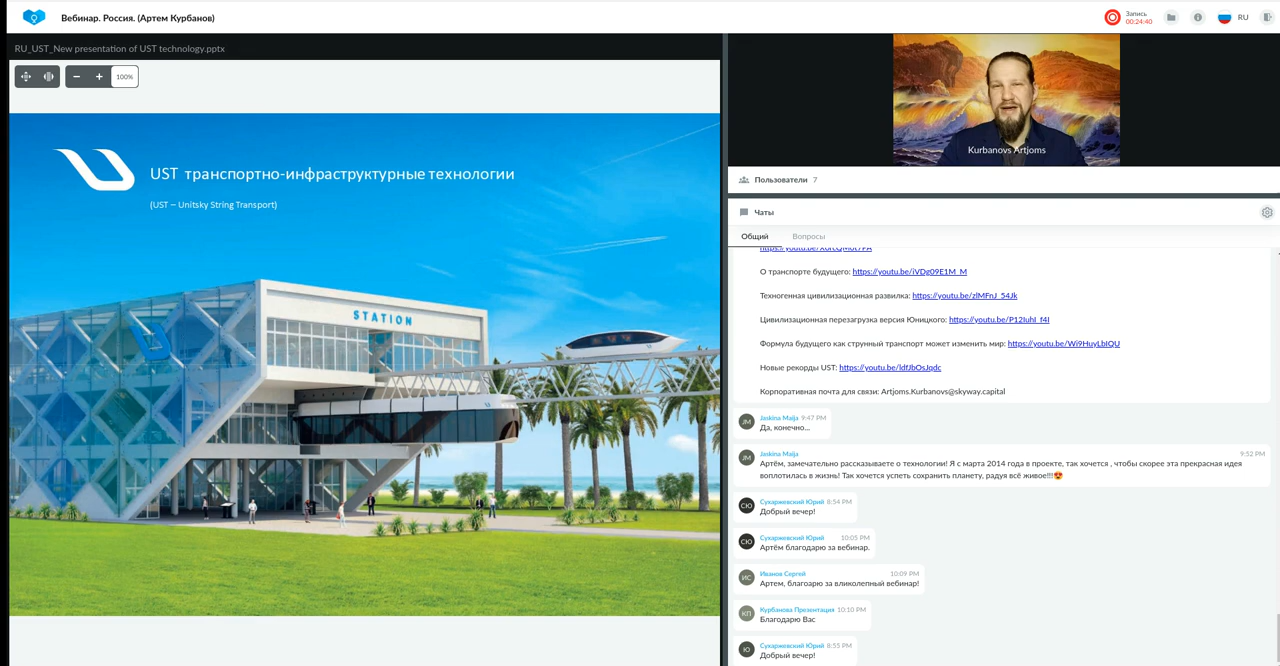 Вебинар. Россия. (Артем Курбанов)
Запись
00:24:40
RU
RU_UST_New presentation of UST technology.pptx
100%
UST транспортно-инфраструктурные технологии
(UST – Unitsky String Transport)
STATION
Kurbanovs Artjoms
Пользователи 7
Чаты
Общий Вопросы
О транспорте будущего: https://youtu.be/iVDg09E1M_M
Техногенная цивилизационная развилка: https://youtu.be/zlMFnJ_54Jk
Цивилизационная перезагрузка версия Юницкого: https://youtu.be/P12IuhI_f4I
Формула будущего как струнный транспорт может изменить мир: https://youtu.be/Wi9HuyLbIQU
Новые рекорды UST: https://youtu.be/ldfJbOsJqdc
Корпоративная почта для связи: Artjoms.Kurbanovs@skyway.capital
JM
Jaskina Maija 9:47 PM
Да, конечно...
JM
Jaskina Maija 9:52 PM
Артём, замечательно рассказываете о технологии! Я с марта 2014 года в проекте, так хочется , чтобы скорее эта прекрасная идея
воплотилась в жизнь! Так хочется успеть сохранить планету, радуя всё живое!!!😍
СЮ
Сухаржевский Юрий 8:54 PM
Добрый вечер!
СЮ
Сухаржевский Юрий 10:05 PM
Артём благодарю за вебинар.
ИС
Иванов Сергей 10:09 PM
Артем, благоарю за вликолепный вебинар!
КП
Курбанова Презентация 10:10 PM
Благодарю Вас
Ю
Сухаржевский Юрий 8:55 PM
Добрый вечер!